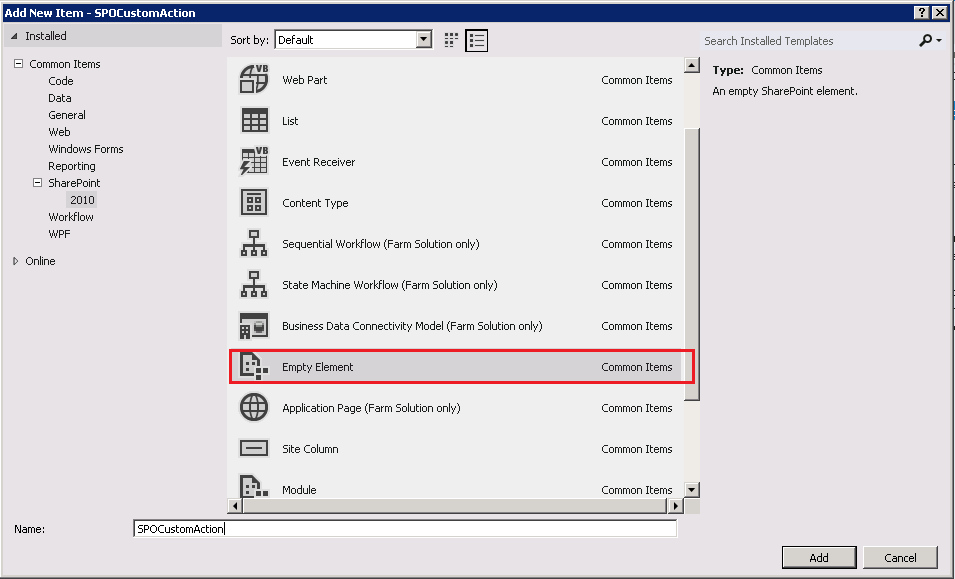 Add New Item - SPOCustomAction
Installed
Sort by: Default
Search Installed Templates
Common Items
Code
Data
General
Web
Windows Forms
Reporting
SharePoint
2010
Workflow
WPF
Online
VB
Web Part Common Items
List Common Items
VB
Event Receiver Common Items
Content Type Common Items
Sequential Workflow (Farm Solution only) Common Items
State Machine Workflow (Farm Solution only) Common Items
Business Data Connectivity Model (Farm Solution only) Common Items
Empty Element Common Items
Application Page (Farm Solution only) Common Items
Site Column Common Items
Module Common Items
Type: Common Items
An empty SharePoint element.
Name: SPOCustomAction
Add Cancel